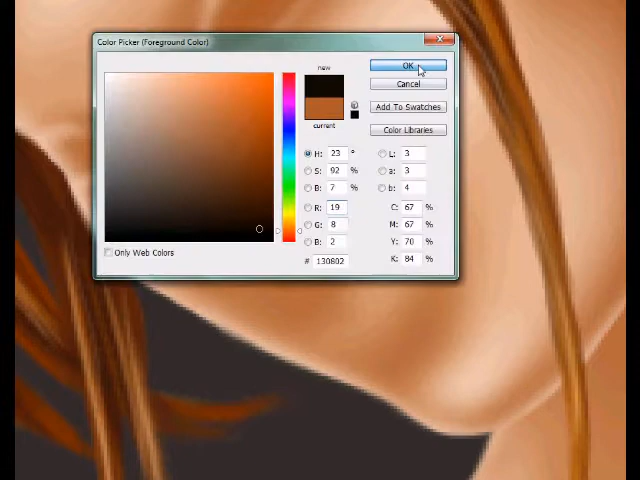 Color Picker (Foreground Color)
new
current
OK
Cancel
Add To Swatches
Color Libraries
H: 23 ° L: 3
S: 92 % a: 3
B: 7 % b: 4
R: 19 C: 67 %
G: 8 M: 67 %
B: 2 Y: 70 %
# 130802 K: 84 %
Only Web Colors